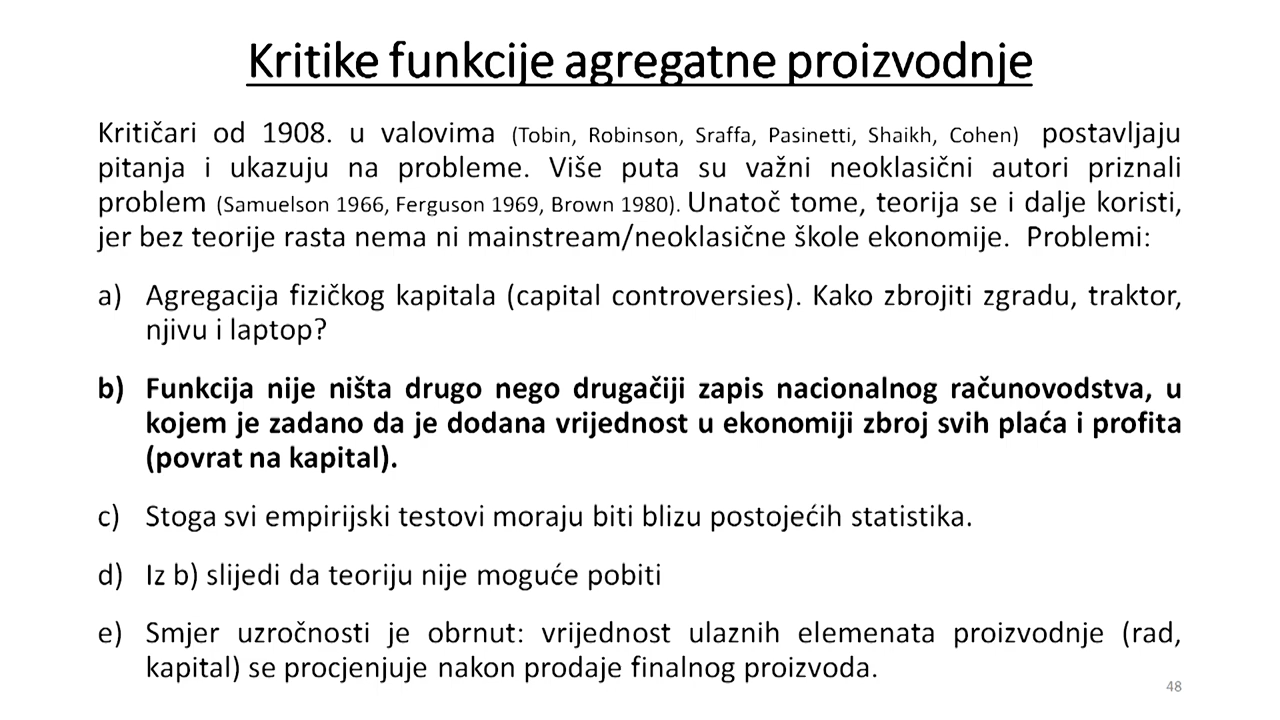 Kritike funkcije agregatne proizvodnje
Kritičari od 1908. u valovima (Tobin, Robinson, Sraffa, Pasinetti, Shaikh, Cohen) postavljaju
pitanja i ukazuju na probleme. Više puta su važni neoklasični autori priznali
problem (Samuelson 1966, Ferguson 1969, Brown 1980). Unatoč tome, teorija se i dalje koristi,
jer bez teorije rasta nema ni mainstream/neoklasične škole ekonomije. Problemi:
a) Agregacija fizičkog kapitala (capital controversies). Kako zbrojiti zgradu, traktor,
njivu i laptop?
b) Funkcija nije ništa drugo nego drugačiji zapis nacionalnog računovodstva, u
kojem je zadano da je dodana vrijednost u ekonomiji zbroj svih plaća i profita
(povrat na kapital).
c) Stoga svi empirijski testovi moraju biti blizu postojećih statistika.
d) Iz b) slijedi da teoriju nije moguće pobiti
e) Smjer uzročnosti je obrnut: vrijednost ulaznih elemenata proizvodnje (rad,
kapital) se procjenjuje nakon prodaje finalnog proizvoda.
48